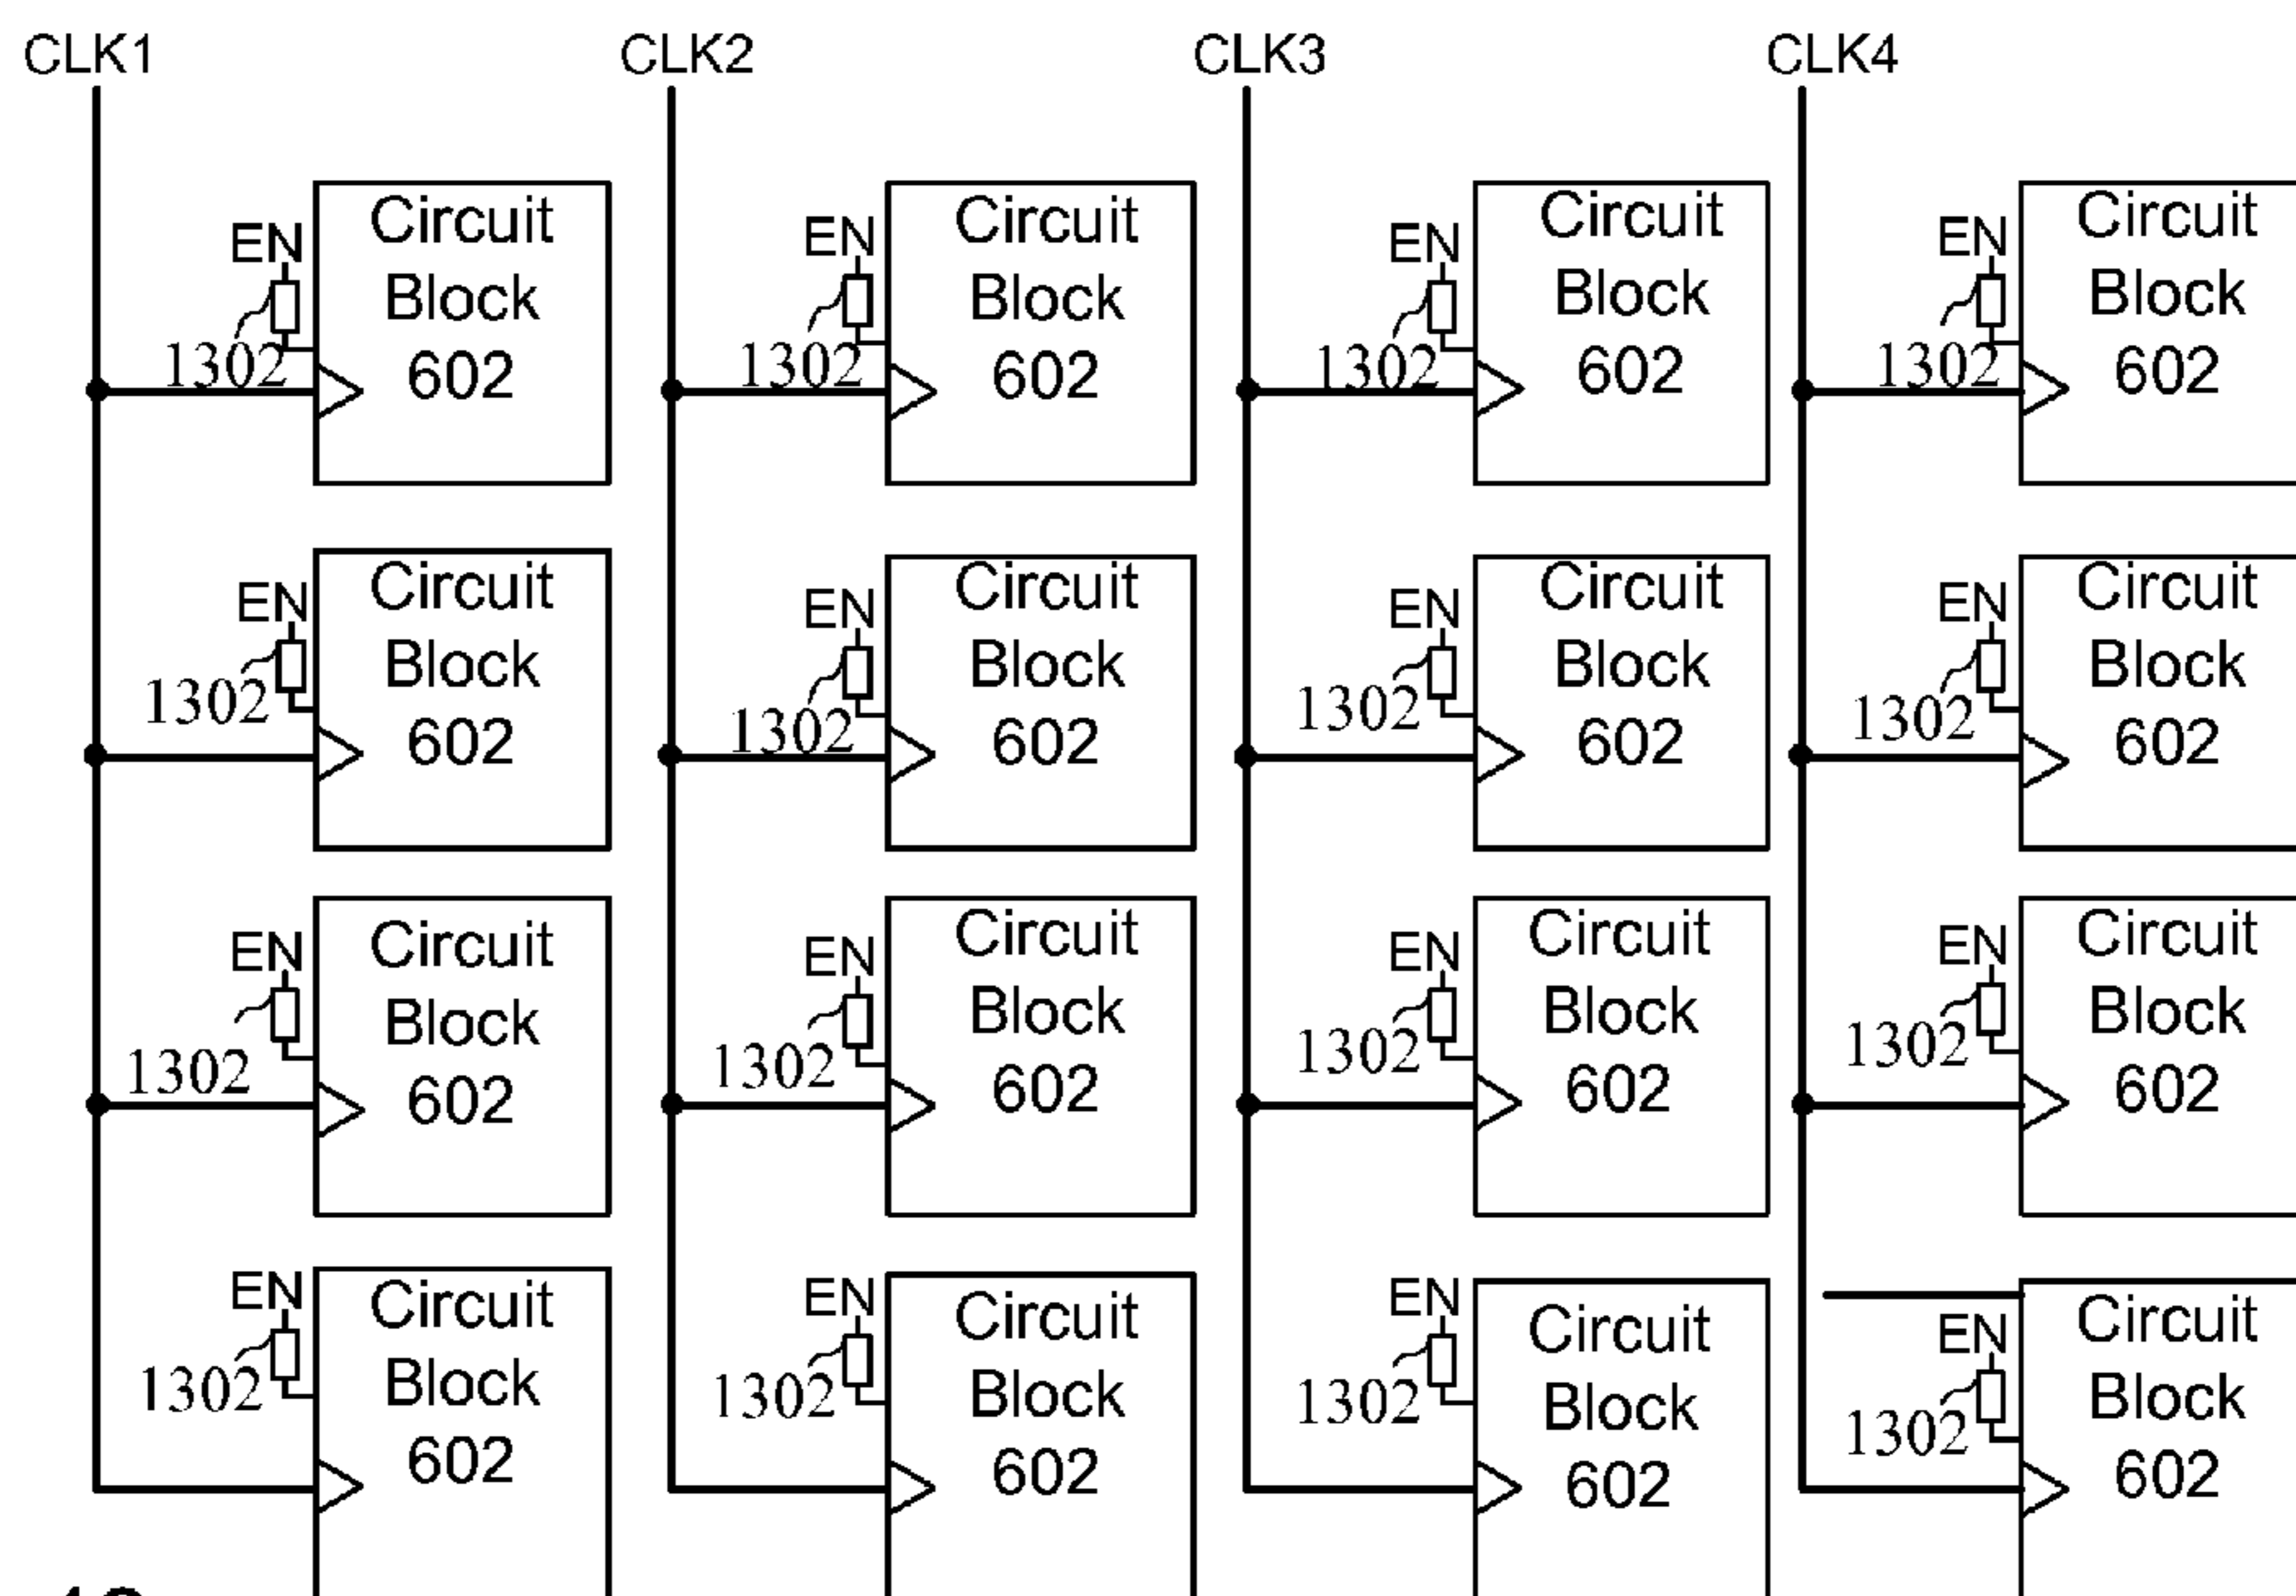 CLK1 CLK2 CLK3 CLK4
EN Circuit EN Circuit EN Circuit EN Circuit
Block Block Block Block
1302 602 1302 602 1302 602 1302 602
EN Circuit EN Circuit EN Circuit EN Circuit
Block Block Block Block
1302 602 1302 602 1302 602 1302 602
EN Circuit EN Circuit EN Circuit EN Circuit
Block Block Block Block
1302 602 1302 602 1302 602 1302 602
EN Circuit EN Circuit EN Circuit EN Circuit
1302 Block 1302 Block 1302 Block 1302 Block
602 602 602 602